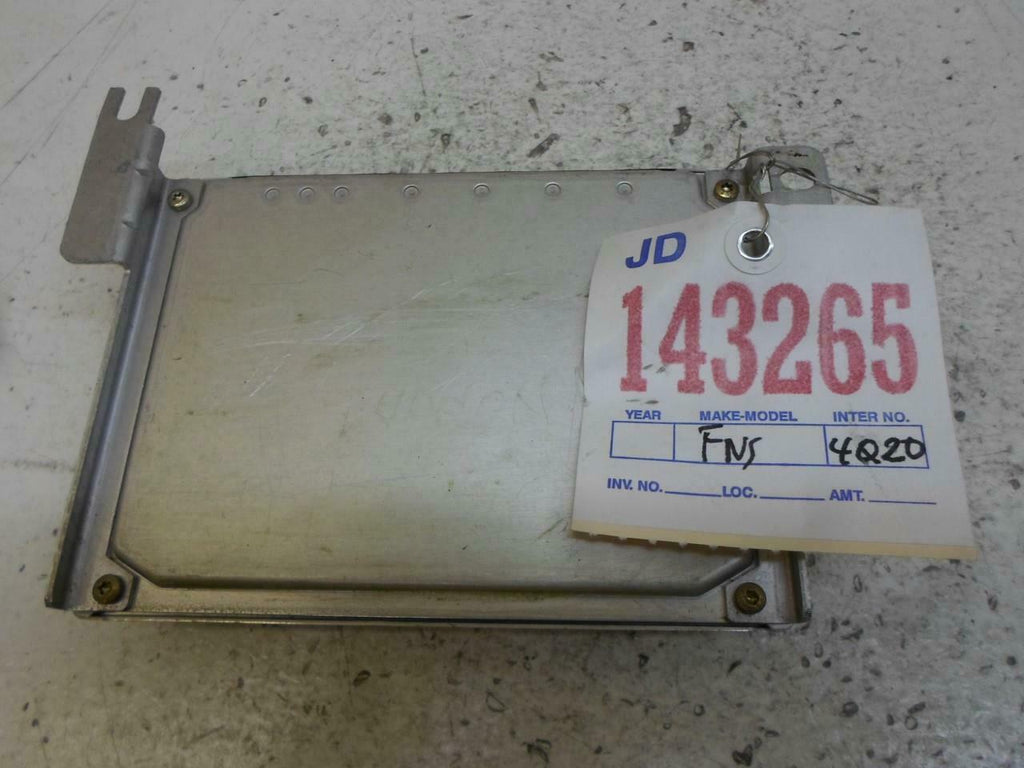 JD
143265
YEAR MAKE-MODEL INTER NO.
FNS 4Q20
INV. NO. LOC. AMT.